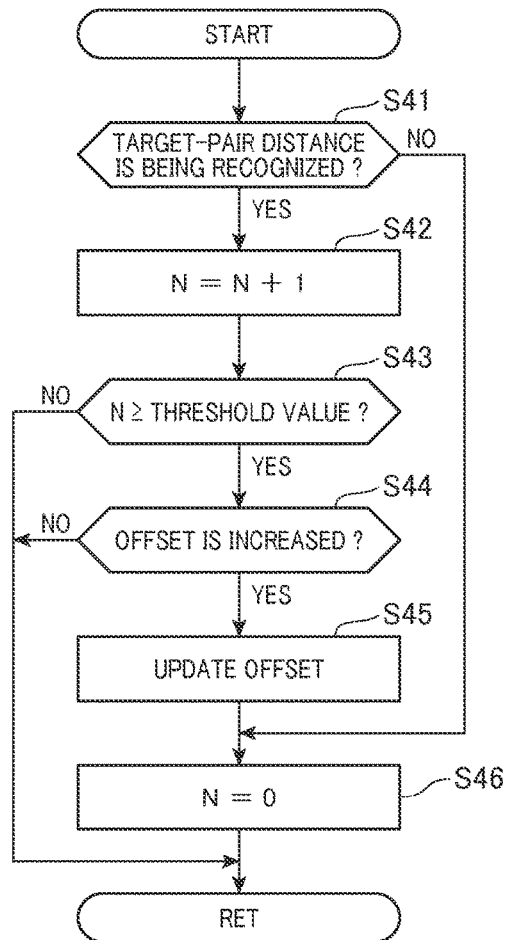 START
S41
TARGET-PAIR DISTANCE
IS BEING RECOGNIZED ?
NO
YES
S42
N = N + 1
S43
NO
N ≥ THRESHOLD VALUE ?
YES
S44
NO
OFFSET IS INCREASED ?
YES
S45
UPDATE OFFSET
S46
N = 0
RET